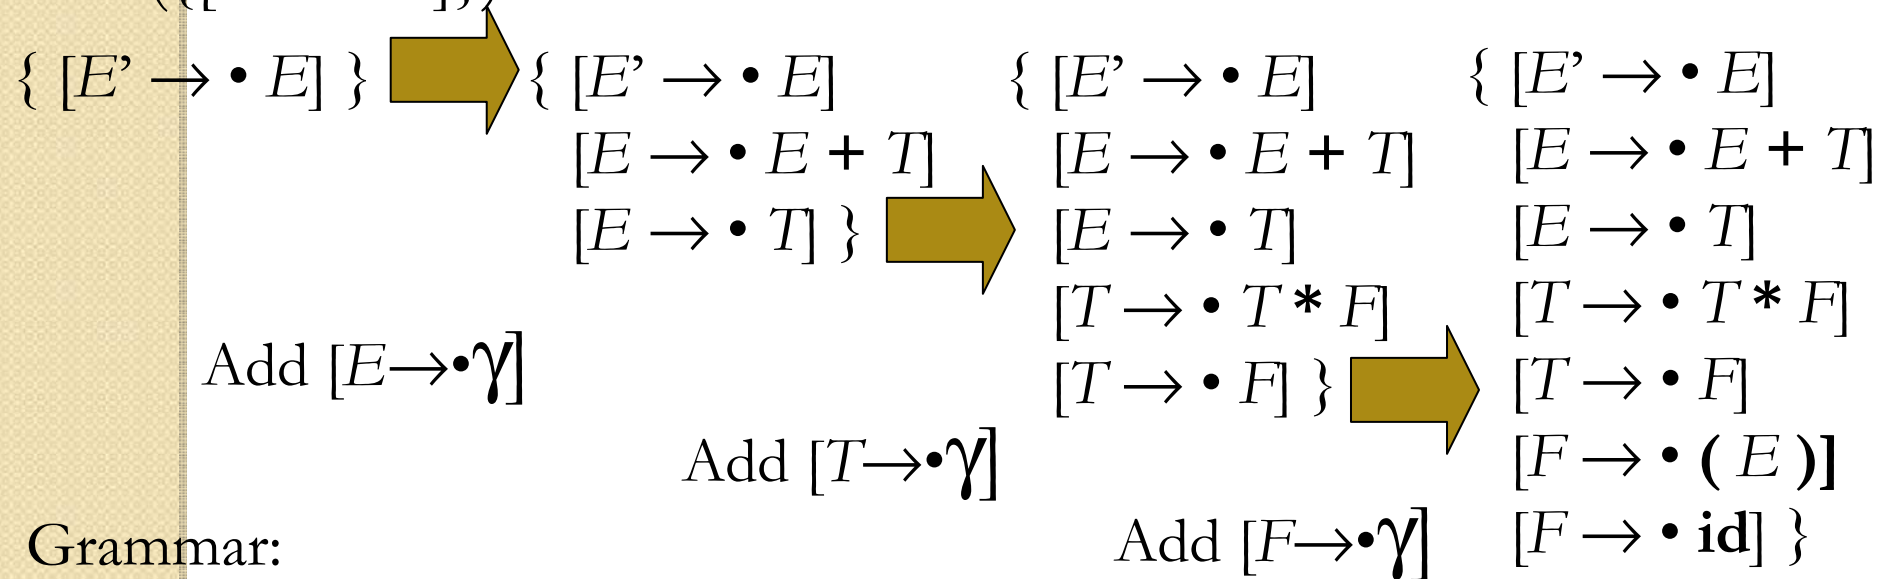 { [E’ → • E] }
{ [E’ → • E]
[E → • E + T]
[E → • T] }
{ [E’ → • E]
[E → • E + T]
[E → • T]
[T → • T * F]
[T → • F] }
{ [E’ → • E]
[E → • E + T]
[E → • T]
[T → • T * F]
[T → • F]
[F → • ( E )]
[F → • id] }
Add [E→•γ]
Add [T→•γ]
Add [F→•γ]
Grammar: